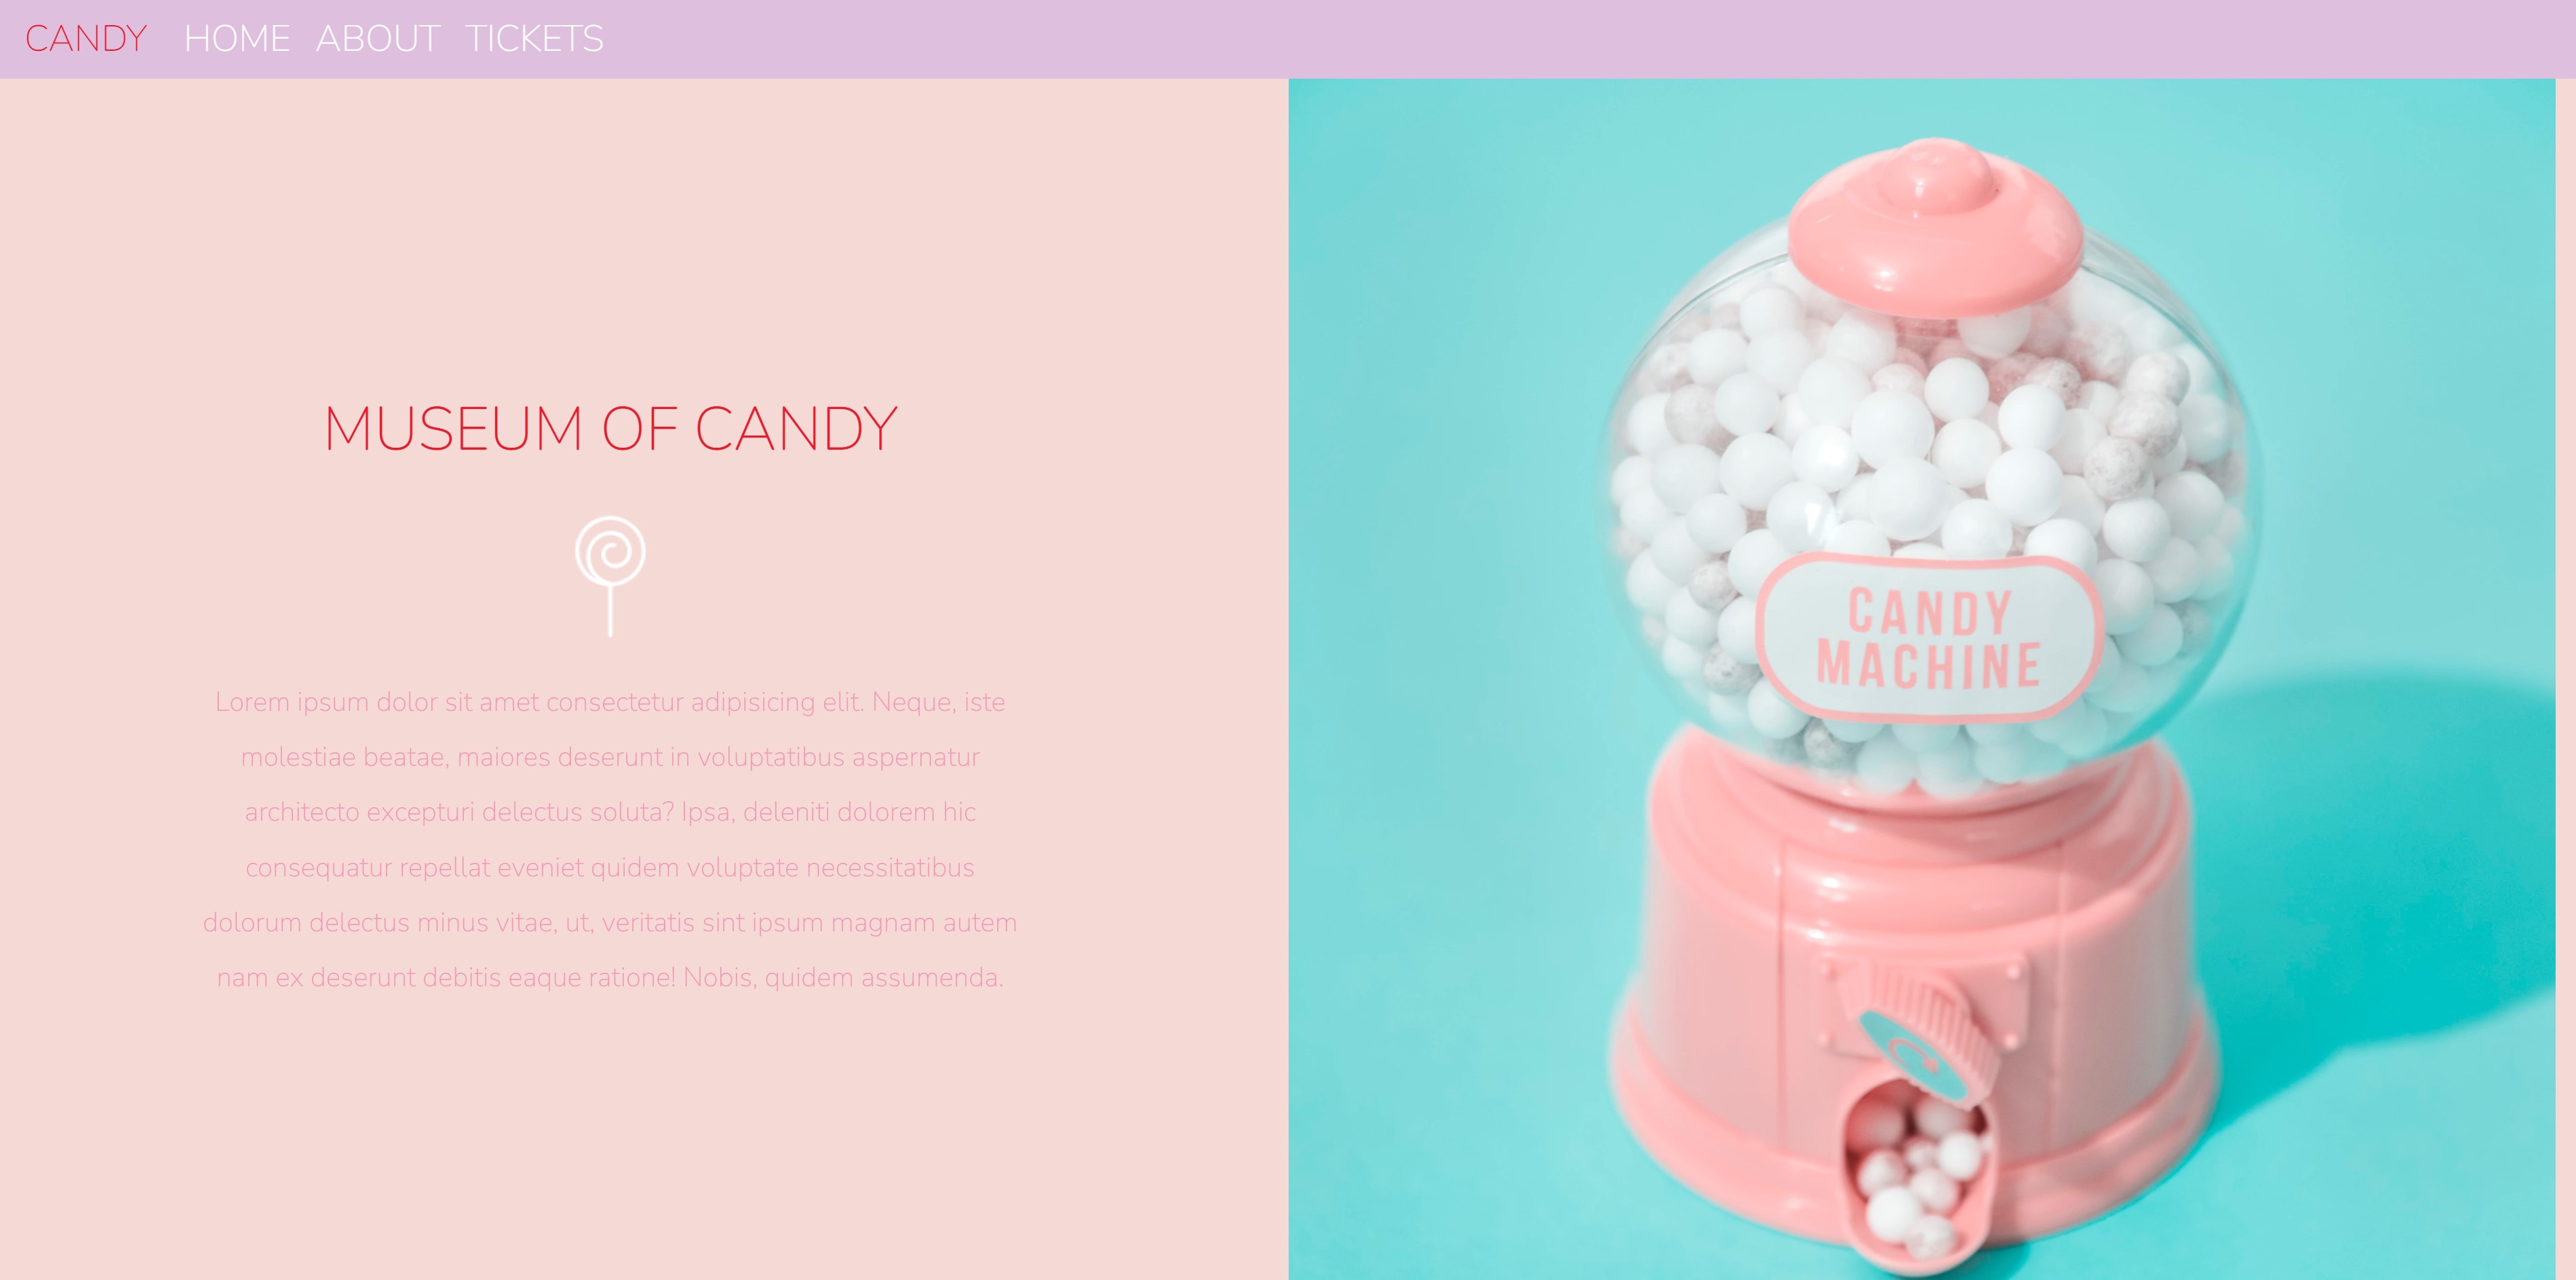 CANDY HOME ABOUT TICKETS
MUSEUM OF CANDY
Lorem ipsum dolor sit amet consectetur adipisicing elit. Neque, iste
molestiae beatae, maiores deserunt in voluptatibus aspernatur
architecto excepturi delectus soluta? Ipsa, deleniti dolorem hic
consequatur repellat eveniet quidem voluptate necessitatibus
dolorum delectus minus vitae, ut, veritatis sint ipsum magnam autem
nam ex deserunt debitis eaque ratione! Nobis, quidem assumenda.
CANDY
MACHINE